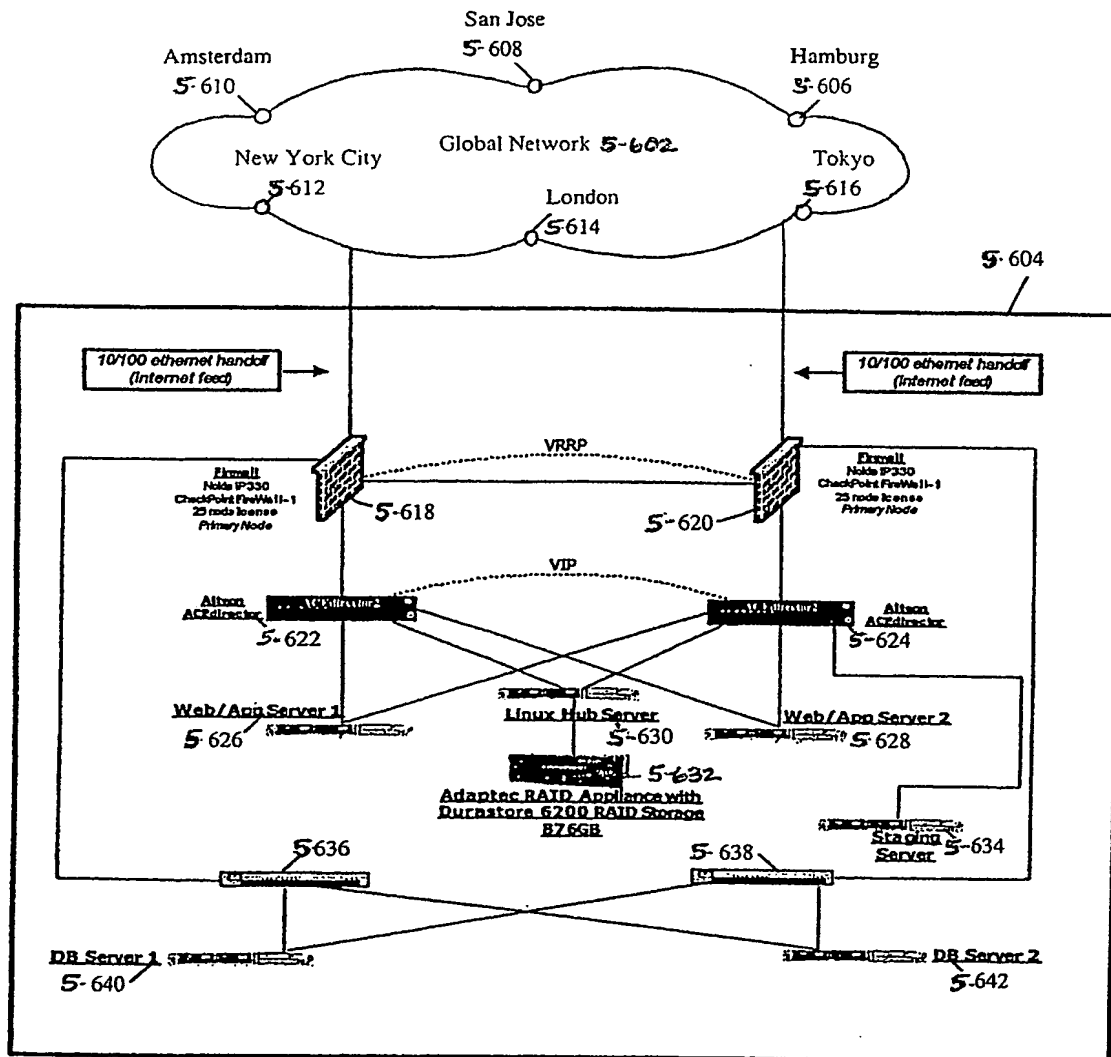 San Jose
5-608
Amsterdam
5-610
Hamburg
5-606
Global Network 5-602
New York City
5-612
Tokyo
5-616
London
5-614
5-604
10/100 ethernet handoff
(Internet feed)
10/100 ethernet handoff
(Internet feed)
VRRP
Firewall
Nokia IP330
CheckPoint FireWall-1
25 node license
Primary Node
5-618
Firewall
Nokia IP330
CheckPoint FireWall-1
25 node license
Primary Node
5-620
VIP
Alteon
ACEdirector
5-622
ACEdirector2
ACEdirector2
Alteon
ACEdirector
5-624
Web/App Server 1
5-626
Linux Hub Server
5-630
Web/App Server 2
5-628
5-632
Adaptec RAID Appliance with
Durastore 6200 RAID Storage
876GB
Staging
Server
5-634
5-636
5-638
DB Server 1
5-640
DB Server 2
5-642